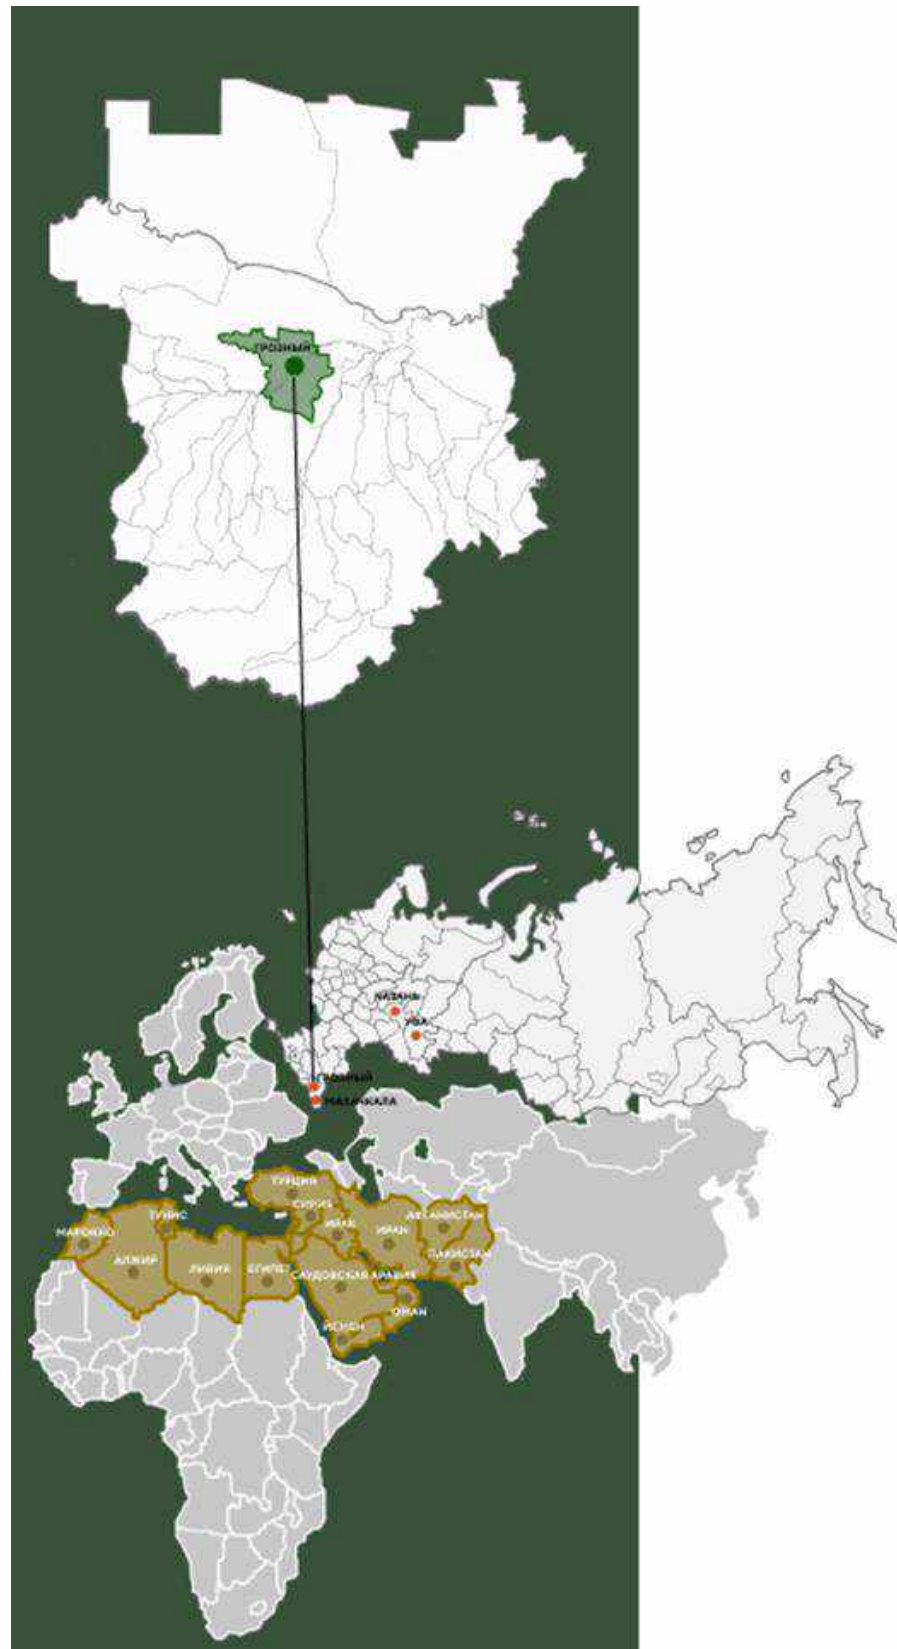 ГРОЗНЫЙ
КАЗАНЬ
УФА
ГРОЗНЫЙ
МАХАЧКАЛА
ТУРЦИЯ
СИРИЯ
ТУНИС
МАРОККО
ИРАК
ИРАН
АФГАНИСТАН
ПАКИСТАН
АЛЖИР
ЛИВИЯ
ЕГИПЕТ
САУДОВСКАЯ АРАВИЯ
ОМАН
ЙЕМЕН